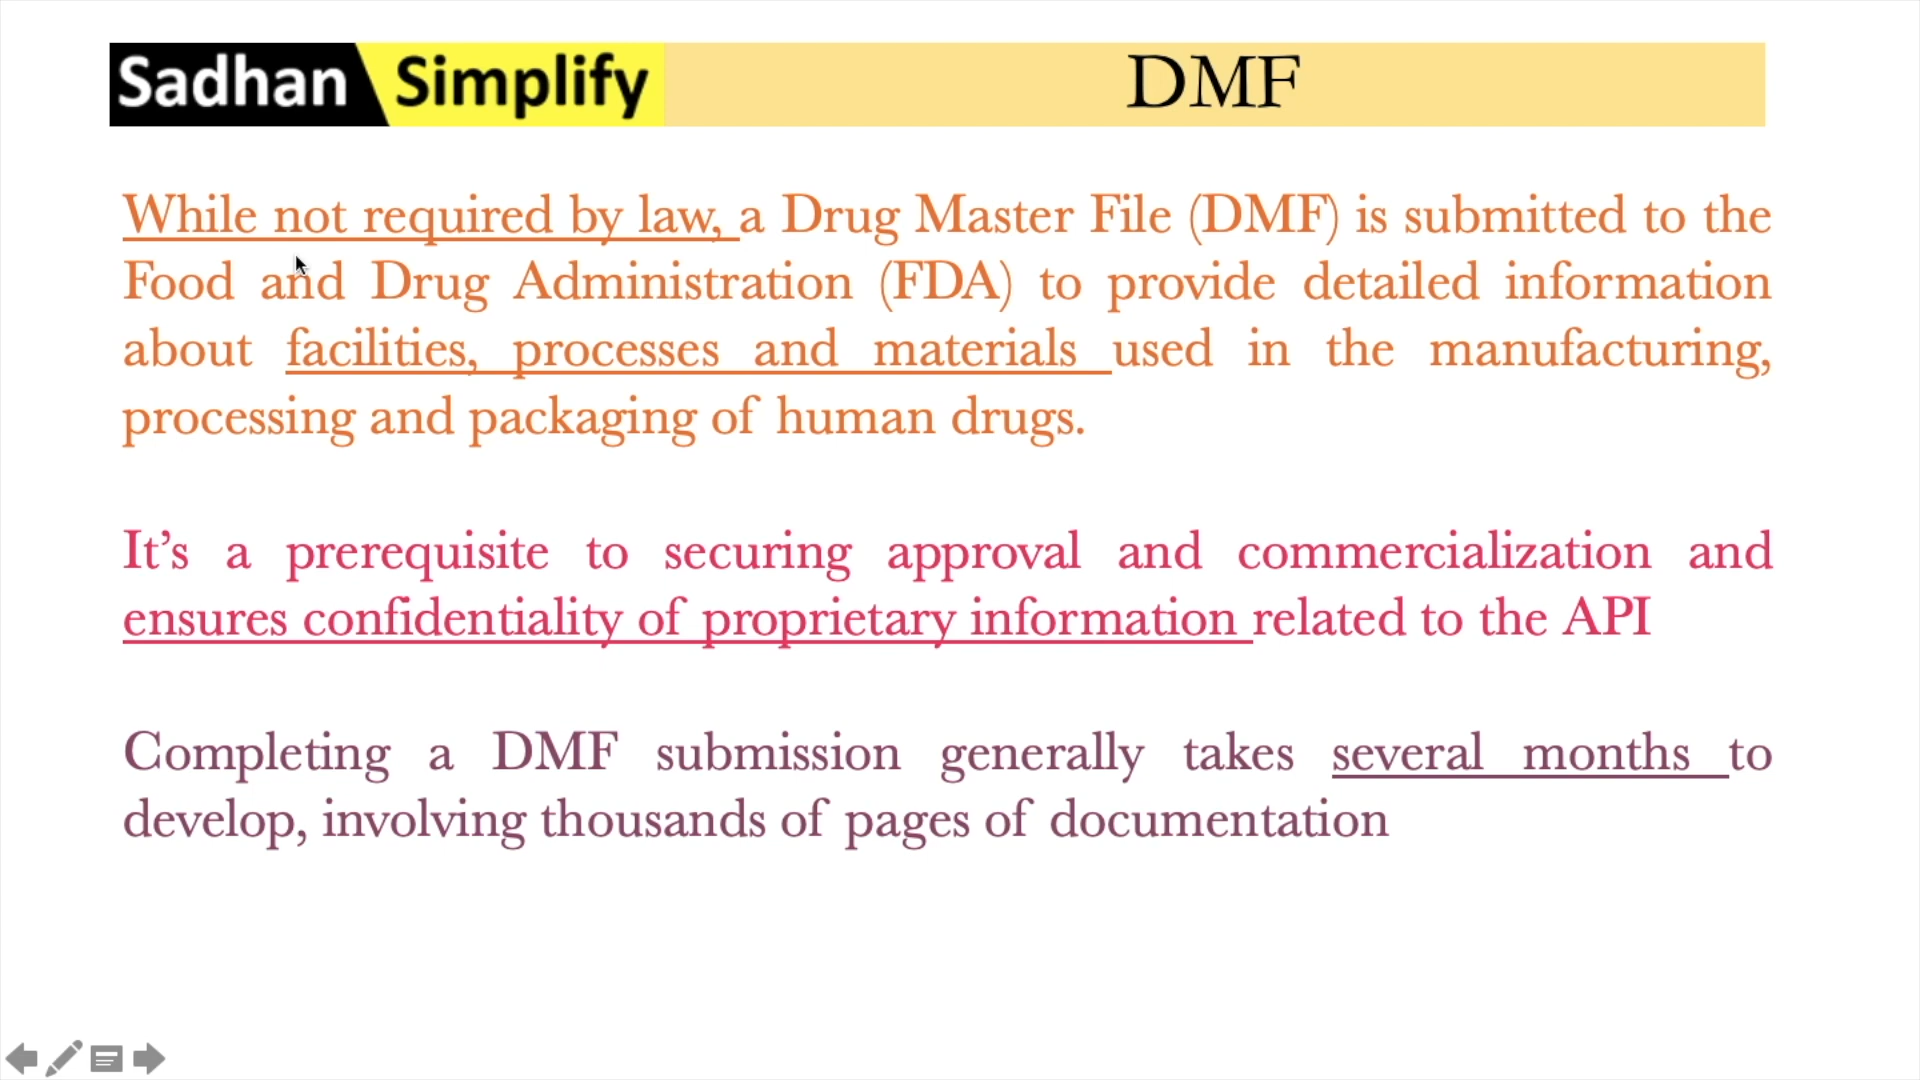 Sadhan Simplify DMF
While not required by law, a Drug Master File (DMF) is submitted to the
Food and Drug Administration (FDA) to provide detailed information
about facilities, processes and materials used in the manufacturing,
processing and packaging of human drugs.
It’s a prerequisite to securing approval and commercialization and
ensures confidentiality of proprietary information related to the API
Completing a DMF submission generally takes several months to
develop, involving thousands of pages of documentation